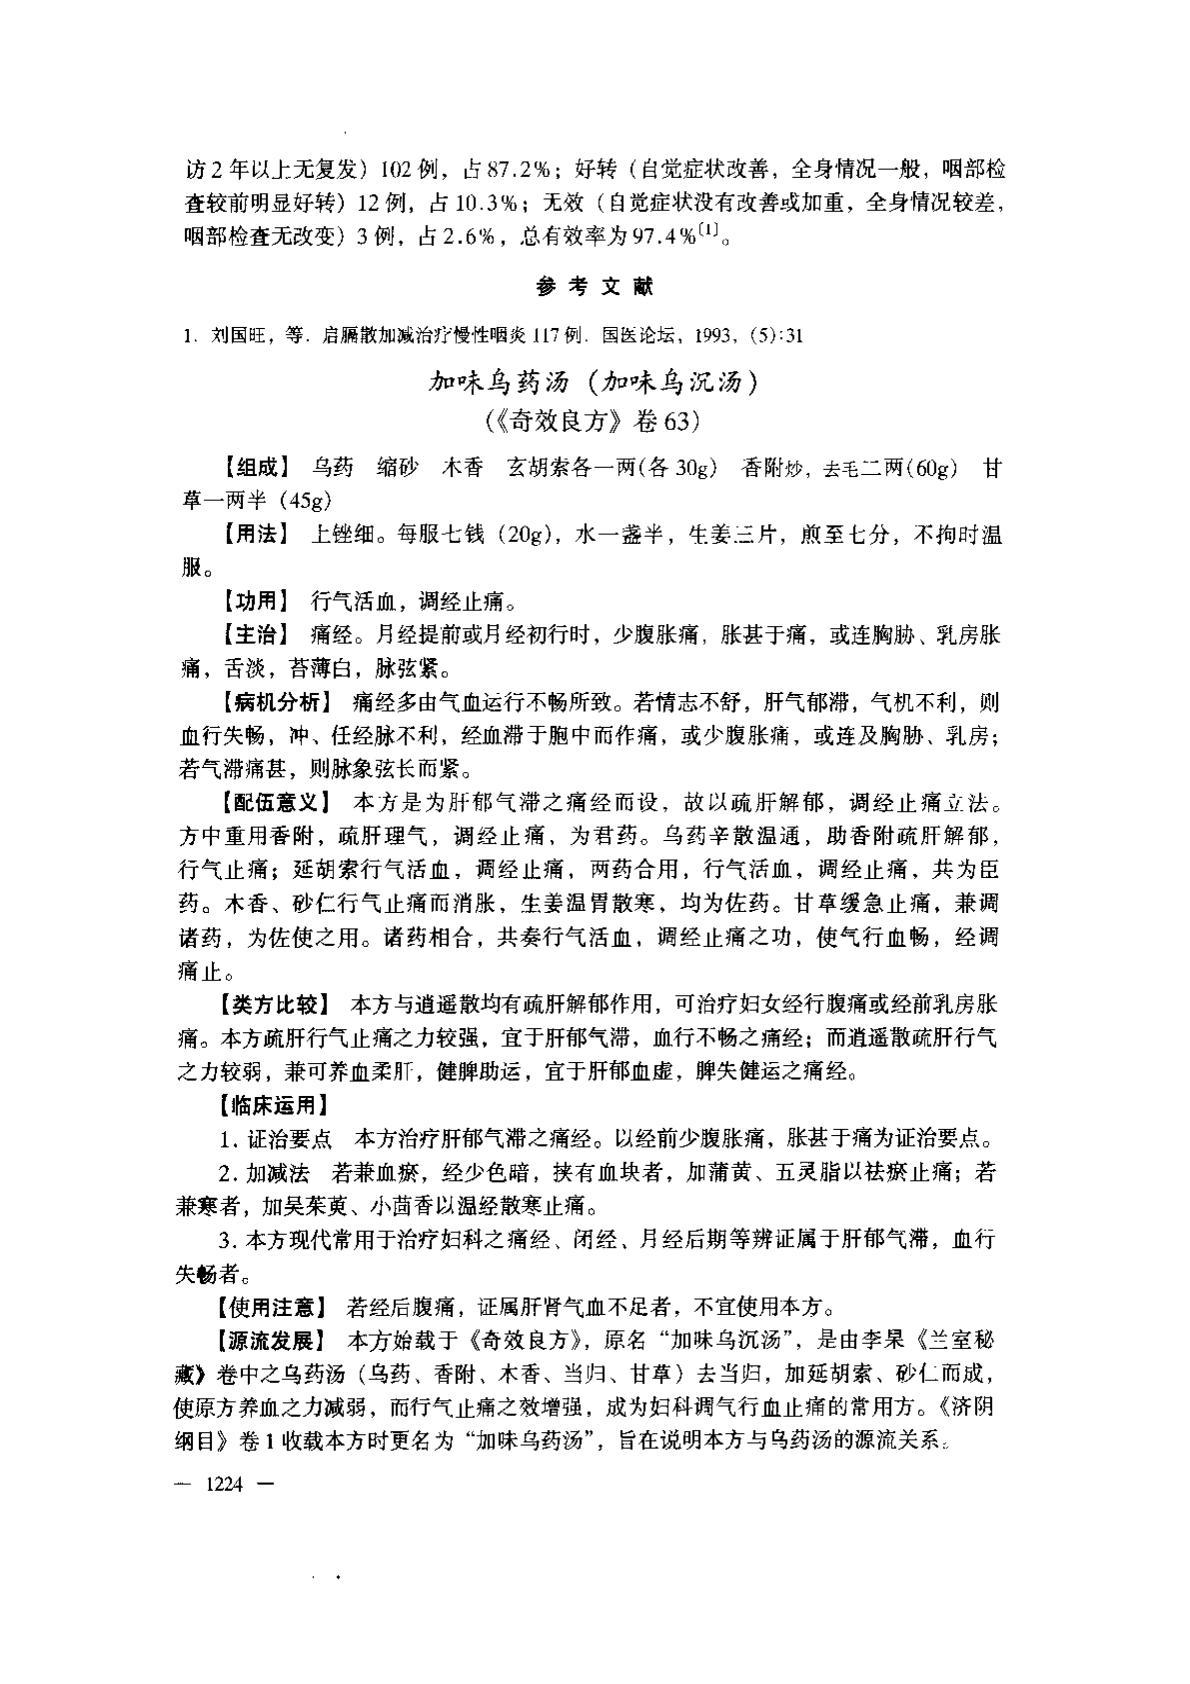 访2年以上无复发）102例，占87.2%；好转（自觉症状改善，全身情况一般，咽部检
查较前明显好转）12例，占10.3%；无效（自觉症状没有改善或加重，全身情况较差，
咽部检查无改变）3例，占2.6%，总有效率为97.4%〔1〕。
参考文献
1．刘国旺，等．启膈散加减治疗慢性咽炎117例．国医论坛，1993，(5):31
加味乌药汤（加味乌沉汤）
（《奇效良方》卷63）
【组成】 乌药 缩砂 木香 玄胡索各一两(各30g) 香附炒，去毛二两(60g) 甘
草一两半（45g）
【用法】 上锉细。每服七钱（20g），水一盏半，生姜三片，煎至七分，不拘时温
服。
【功用】 行气活血，调经止痛。
【主治】 痛经。月经提前或月经初行时，少腹胀痛，胀甚于痛，或连胸胁、乳房胀
痛，舌淡，苔薄白，脉弦紧。
【病机分析】 痛经多由气血运行不畅所致。若情志不舒，肝气郁滞，气机不利，则
血行失畅，冲、任经脉不利，经血滞于胞中而作痛，或少腹胀痛，或连及胸胁、乳房；
若气滞痛甚，则脉象弦长而紧。
【配伍意义】 本方是为肝郁气滞之痛经而设，故以疏肝解郁，调经止痛立法。
方中重用香附，疏肝理气，调经止痛，为君药。乌药辛散温通，助香附疏肝解郁，
行气止痛；延胡索行气活血，调经止痛，两药合用，行气活血，调经止痛，共为臣
药。木香、砂仁行气止痛而消胀，生姜温胃散寒，均为佐药。甘草缓急止痛，兼调
诸药，为佐使之用。诸药相合，共奏行气活血，调经止痛之功，使气行血畅，经调
痛止。
【类方比较】 本方与逍遥散均有疏肝解郁作用，可治疗妇女经行腹痛或经前乳房胀
痛。本方疏肝行气止痛之力较强，宜于肝郁气滞，血行不畅之痛经；而逍遥散疏肝行气
之力较弱，兼可养血柔肝，健脾助运，宜于肝郁血虚，脾失健运之痛经。
【临床运用】
1. 证治要点 本方治疗肝郁气滞之痛经。以经前少腹胀痛，胀甚于痛为证治要点。
2. 加减法 若兼血瘀，经少色暗，挟有血块者，加蒲黄、五灵脂以祛瘀止痛；若
兼寒者，加吴茱萸、小茴香以温经散寒止痛。
3. 本方现代常用于治疗妇科之痛经、闭经、月经后期等辨证属于肝郁气滞，血行
失畅者。
【使用注意】 若经后腹痛，证属肝肾气血不足者，不宜使用本方。
【源流发展】 本方始载于《奇效良方》，原名“加味乌沉汤”，是由李杲《兰室秘
藏》卷中之乌药汤（乌药、香附、木香、当归、甘草）去当归，加延胡索、砂仁而成，
使原方养血之力减弱，而行气止痛之效增强，成为妇科调气行血止痛的常用方。《济阴
纲目》卷1收载本方时更名为“加味乌药汤”，旨在说明本方与乌药汤的源流关系。
— 1224 —